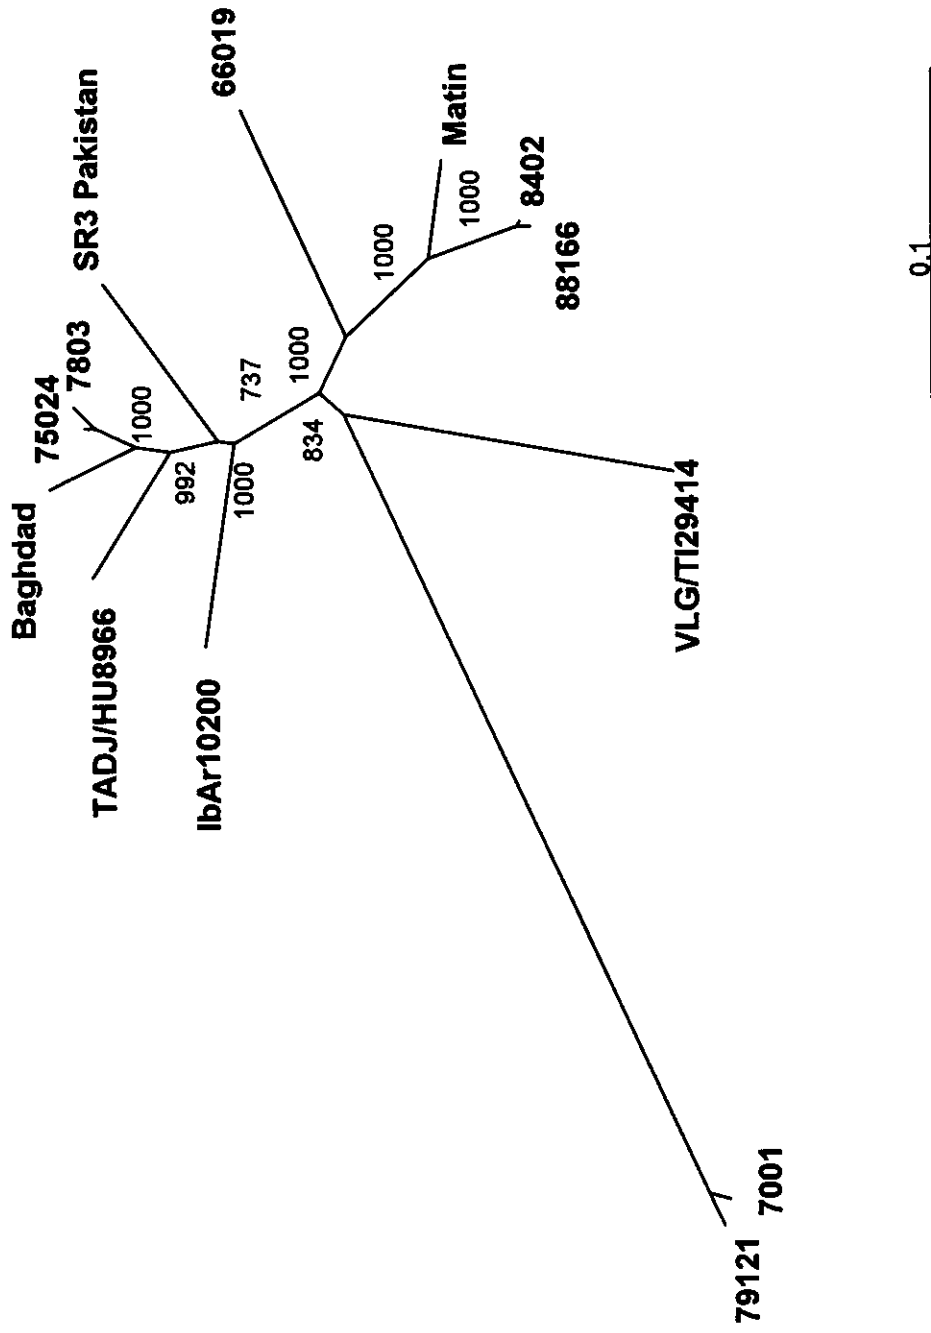 66019
SR3 Pakistan
Matin
7803
75024
Baghdad
1000
8402
1000
88166
1000
737
1000
992
1000
834
TADJ/HU8966
IbAr10200
VLG/TI29414
0.1
7001
79121